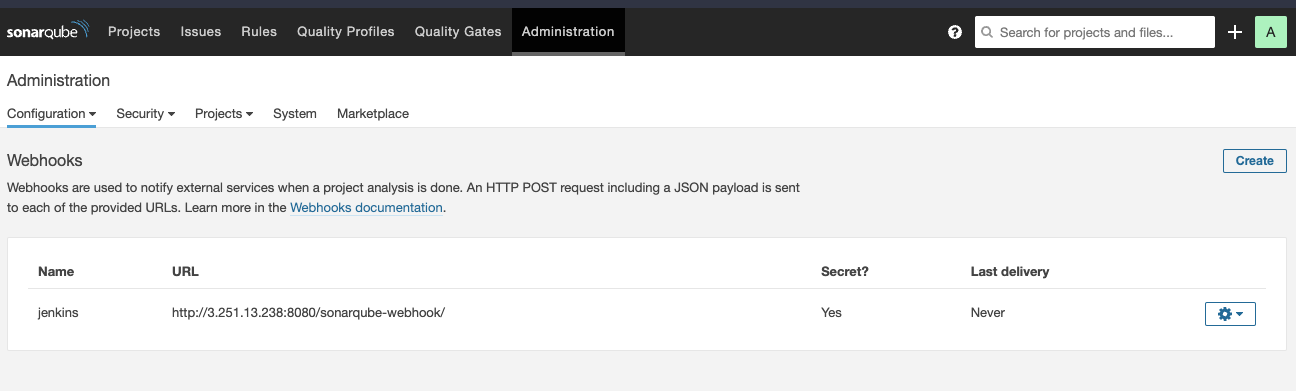 sonarqube Projects Issues Rules Quality Profiles Quality Gates Administration ? Search for projects and files... + A
Administration
Configuration Security Projects System Marketplace
Webhooks Create
Webhooks are used to notify external services when a project analysis is done. An HTTP POST request including a JSON payload is sent
to each of the provided URLs. Learn more in the Webhooks documentation.
Name URL Secret? Last delivery
jenkins http://3.251.13.238:8080/sonarqube-webhook/ Yes Never